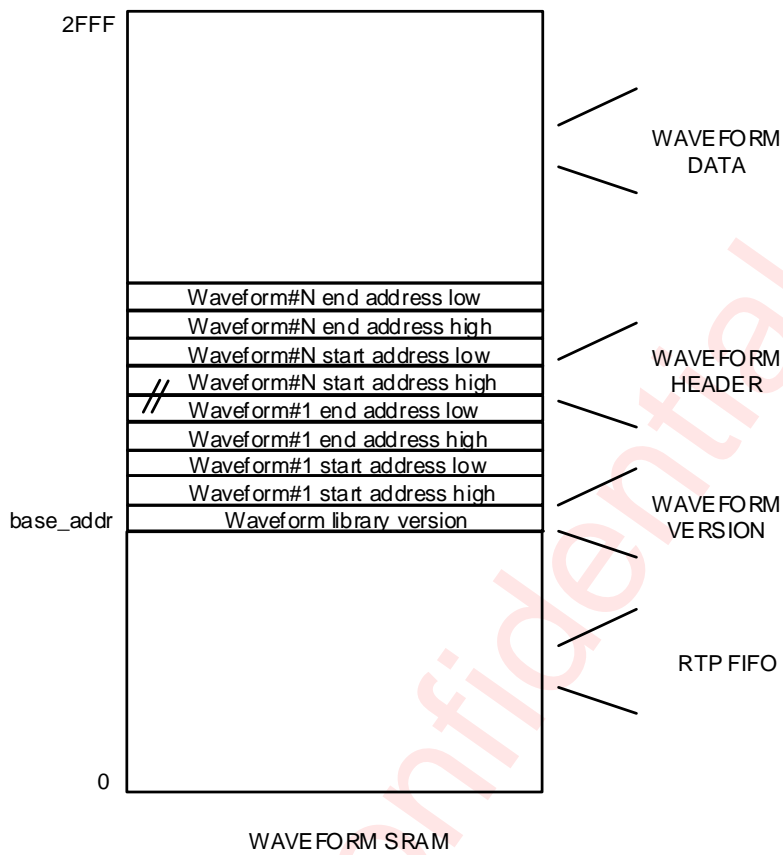 2FFF
WAVEFORM
DATA
Waveform#N end address low
Waveform#N end address high
Waveform#N start address low
WAVEFORM
HEADER
Waveform#N start address high
//
Waveform#1 end address low
Waveform#1 end address high
Waveform#1 start address low
Waveform#1 start address high
WAVEFORM
VERSION
base_addr
Waveform library version
RTP FIFO
0
WAVEFORM SRAM
onfidential